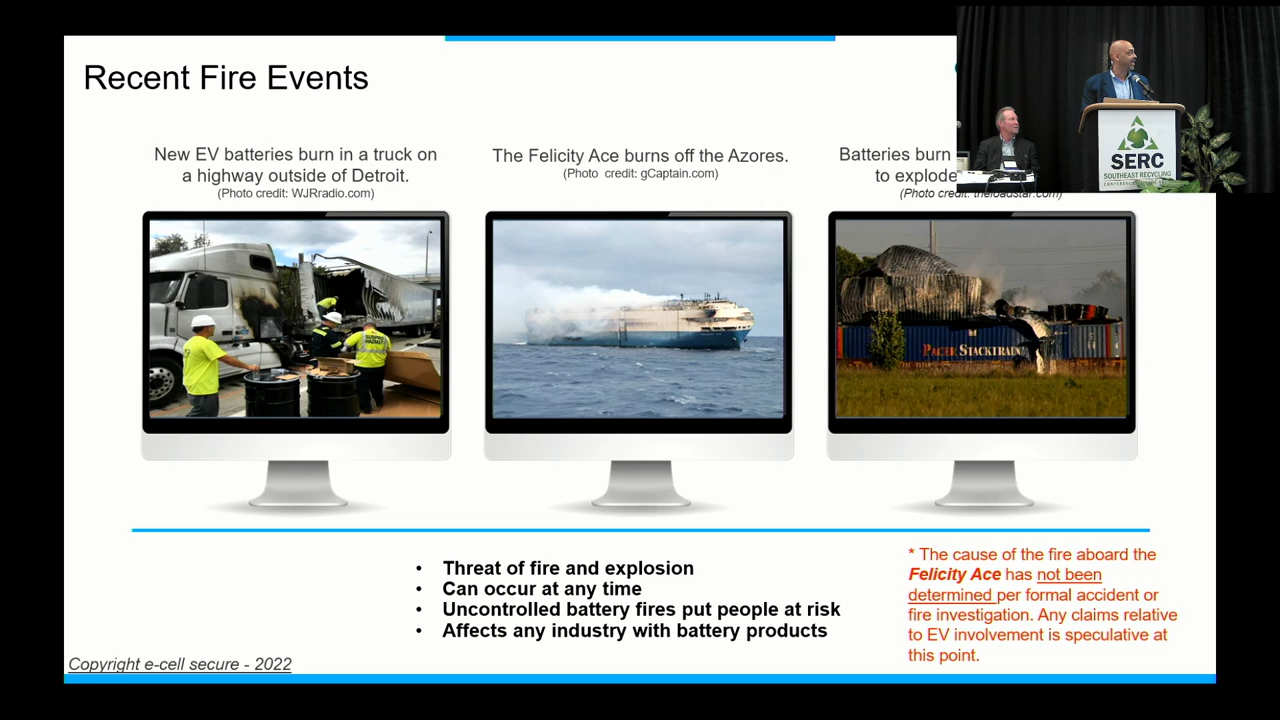 Recent Fire Events
New EV batteries burn in a truck on
a highway outside of Detroit.
(Photo credit: WJRradio.com)
The Felicity Ace burns off the Azores.
(Photo credit: gCaptain.com)
Batteries burn
to explode
(Photo credit: theloadstar.com)
SERC
SOUTHEAST RECYCLING
PACER STACKTRAIN
• Threat of fire and explosion
• Can occur at any time
• Uncontrolled battery fires put people at risk
• Affects any industry with battery products
* The cause of the fire aboard the
Felicity Ace has not been
determined per formal accident or
fire investigation. Any claims relative
to EV involvement is speculative at
this point.
Copyright e-cell secure - 2022